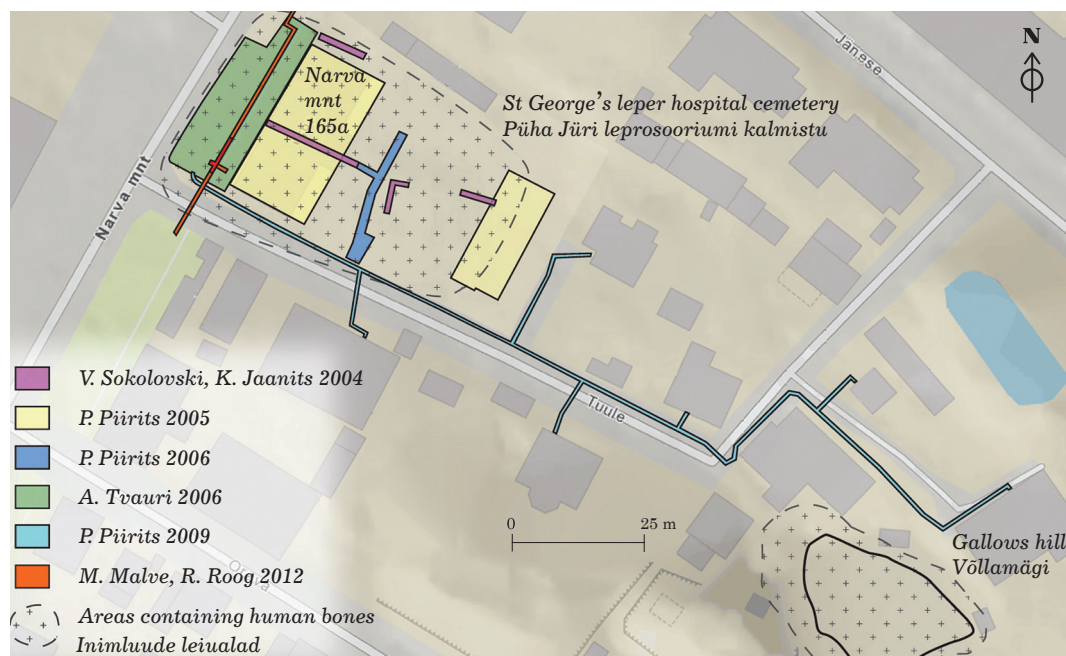 N
Jänese
Narva
mnt
165a
St George's leper hospital cemetery
Püha Jüri leprosooriumi kalmistu
Narva mnt
Tuule
0 25 m
Gallows hill
Võllamägi
V. Sokolovski, K. Jaanits 2004
P. Piirits 2005
P. Piirits 2006
A. Tvauri 2006
P. Piirits 2009
M. Malve, R. Roog 2012
Areas containing human bones
Inimluude leiualad